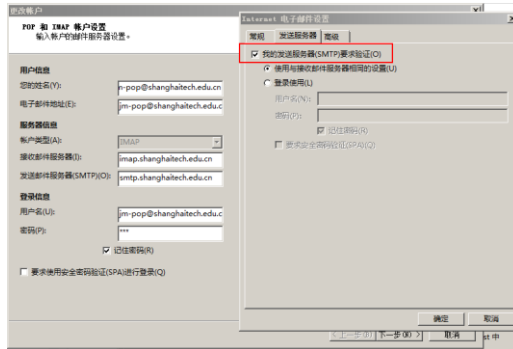 更改帐户
POP 和 IMAP 帐户设置
输入帐户的邮件服务器设置。
用户信息
您的姓名(Y):
n-pop@shanghaitech.edu.cn
电子邮件地址(E):
jm-pop@shanghaitech.edu.c
服务器信息
帐户类型(A):
IMAP
接收邮件服务器(I):
imap.shanghaitech.edu.cn
发送邮件服务器(SMTP)(O):
smtp.shanghaitech.edu.cn
登录信息
用户名(U):
jm-pop@shanghaitech.edu.c
密码(P):
***
记住密码(R)
要求使用安全密码验证(SPA)进行登录(Q)
Internet 电子邮件设置
常规 发送服务器 高级
我的发送服务器(SMTP)要求验证(O)
使用与接收邮件服务器相同的设置(U)
登录使用(L)
用户名(N):
密码(P):
记住密码(R)
要求安全密码验证(SPA)(Q)
确定 取消
< 上一步(B) 下一步(N) > 取消